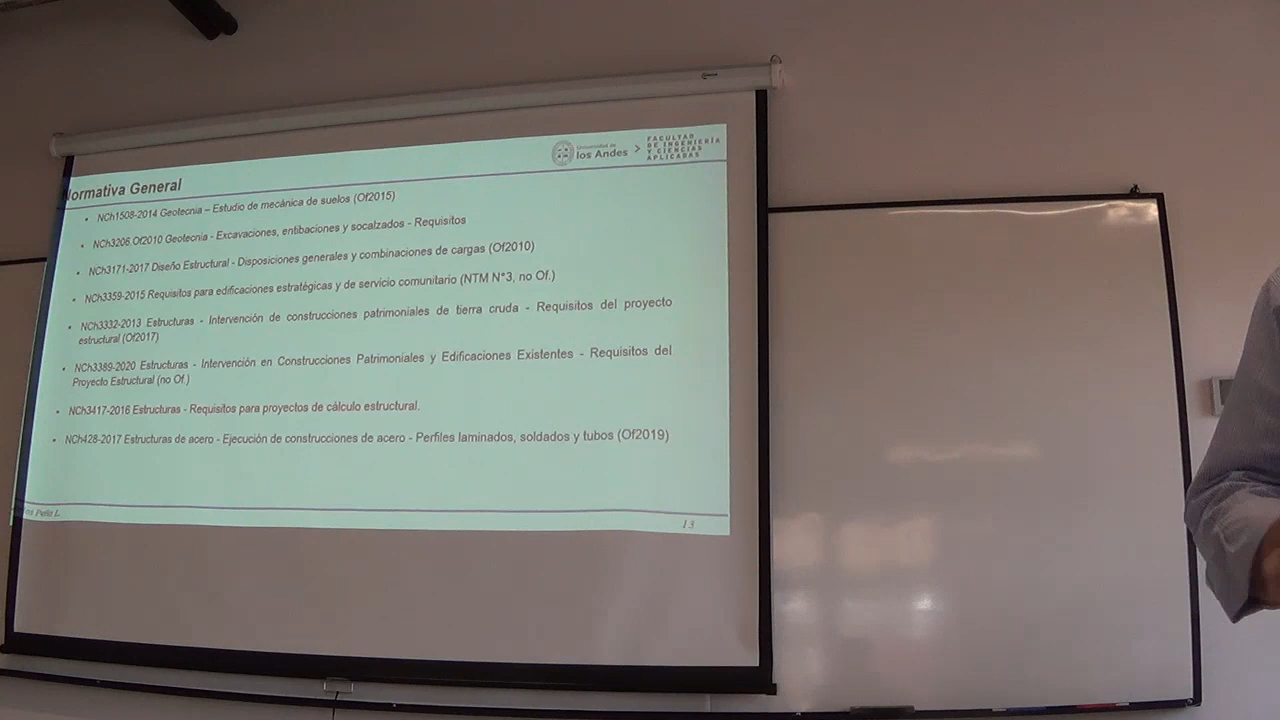 Universidad de
los Andes
FACULTAD
DE INGENIERÍA
Y CIENCIAS
APLICADAS
Normativa General
• NCh1508-2014 Geotecnia – Estudio de mecánica de suelos (Of2015)
• NCh3206.Of2010 Geotecnia - Excavaciones, entibaciones y socalzados - Requisitos
• NCh3171-2017 Diseño Estructural - Disposiciones generales y combinaciones de cargas (Of2010)
• NCh3359-2015 Requisitos para edificaciones estratégicas y de servicio comunitario (NTM N°3, no Of.)
• NCh3332-2013 Estructuras - Intervención de construcciones patrimoniales de tierra cruda - Requisitos del proyecto
estructural (Of2017)
• NCh3389-2020 Estructuras - Intervención en Construcciones Patrimoniales y Edificaciones Existentes - Requisitos del
Proyecto Estructural (no Of.)
• NCh3417-2016 Estructuras - Requisitos para proyectos de cálculo estructural.
• NCh428-2017 Estructuras de acero - Ejecución de construcciones de acero - Perfiles laminados, soldados y tubos (Of2019)
L.
13